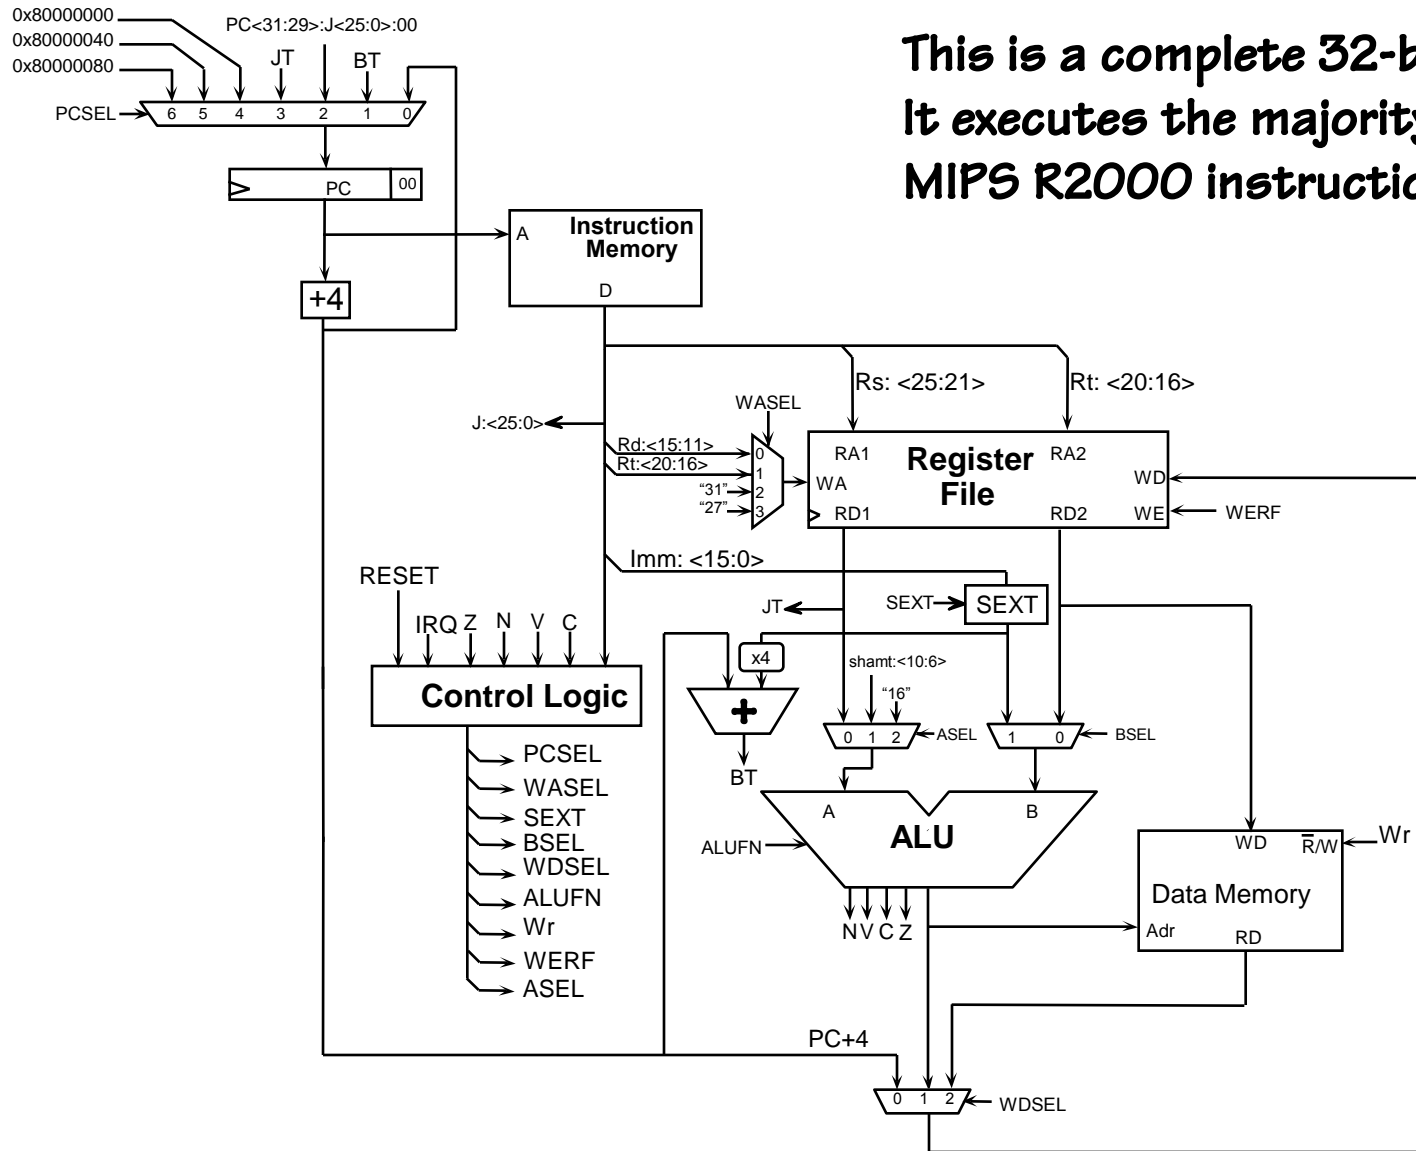 This is a complete 32-b
It executes the majority
MIPS R2000 instructio
0x80000000
0x80000040
0x80000080
PC<31:29>:J<25:0>:00
JT
BT
PCSEL
6 5 4 3 2 1 0
PC
00
+4
A
Instruction
Memory
D
Rs: <25:21>
Rt: <20:16>
WASEL
J:<25:0>
Rd:<15:11>
Rt:<20:16>
“31”
“27”
0
1
2
3
RA1
RA2
Register
File
WA
WD
RD1
RD2
WE
WERF
Imm: <15:0>
RESET
IRQ
Z
N
V
C
JT
SEXT
SEXT
x4
shamt:<10:6>
“16”
Control Logic
+
BT
0 1 2
ASEL
1 0
BSEL
PCSEL
WASEL
SEXT
BSEL
WDSEL
ALUFN
Wr
WERF
ASEL
A
B
ALU
ALUFN
N V C Z
WD
R/W
Wr
Data Memory
Adr
RD
PC+4
0 1 2
WDSEL